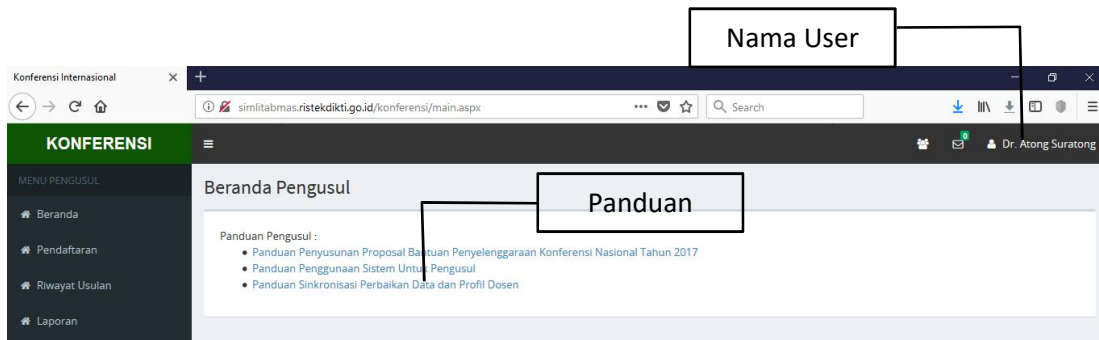 Nama User
Konferensi Internasional
simlitabmas.ristekdikti.go.id/konferensi/main.aspx
Search
KONFERENSI
0
Dr. Atong Suratong
MENU PENGUSUL
Beranda Pengusul
Panduan
Beranda
Panduan Pengusul :
Pendaftaran
• Panduan Penyusunan Proposal Bantuan Penyelenggaraan Konferensi Nasional Tahun 2017
• Panduan Penggunaan Sistem Untuk Pengusul
Riwayat Usulan
• Panduan Sinkronisasi Perbaikan Data dan Profil Dosen
Laporan